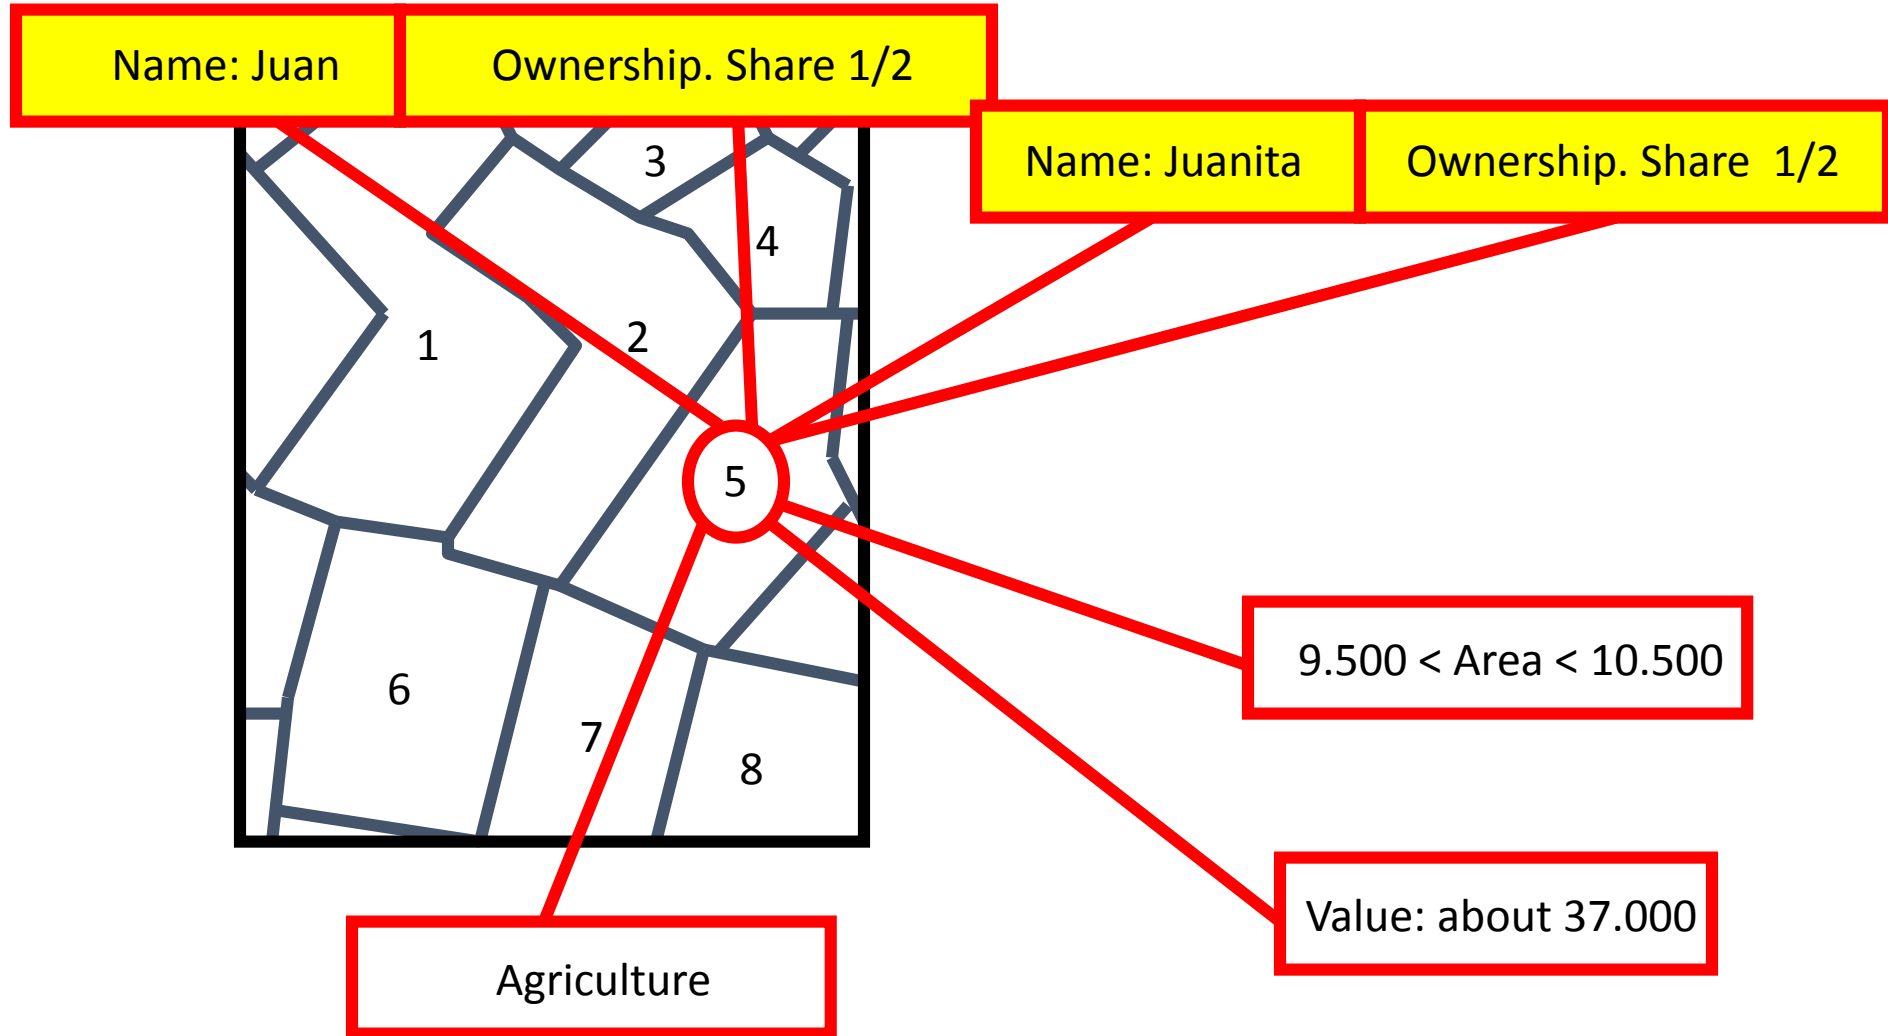 Name: Juan
Ownership. Share 1/2
Name: Juanita
Ownership. Share 1/2
3
4
1
2
5
6
7
8
9.500 < Area < 10.500
Value: about 37.000
Agriculture